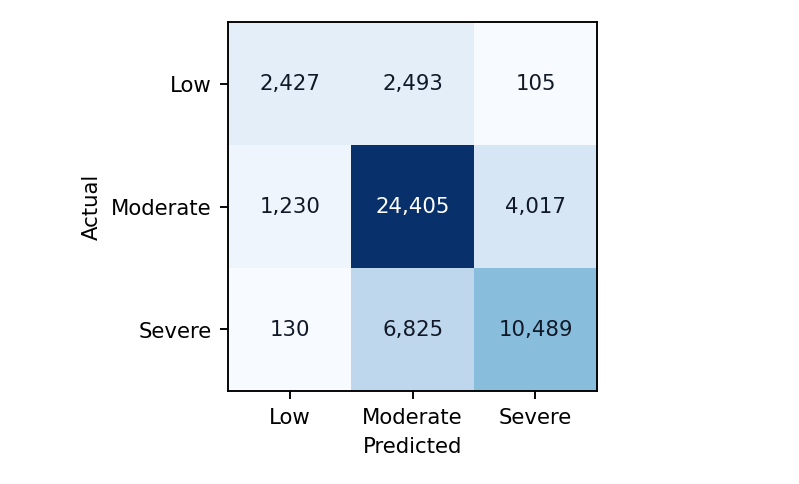 Low 2,427 2,493 105
Moderate 1,230 24,405 4,017
Severe 130 6,825 10,489
Actual
Low Moderate Severe
Predicted